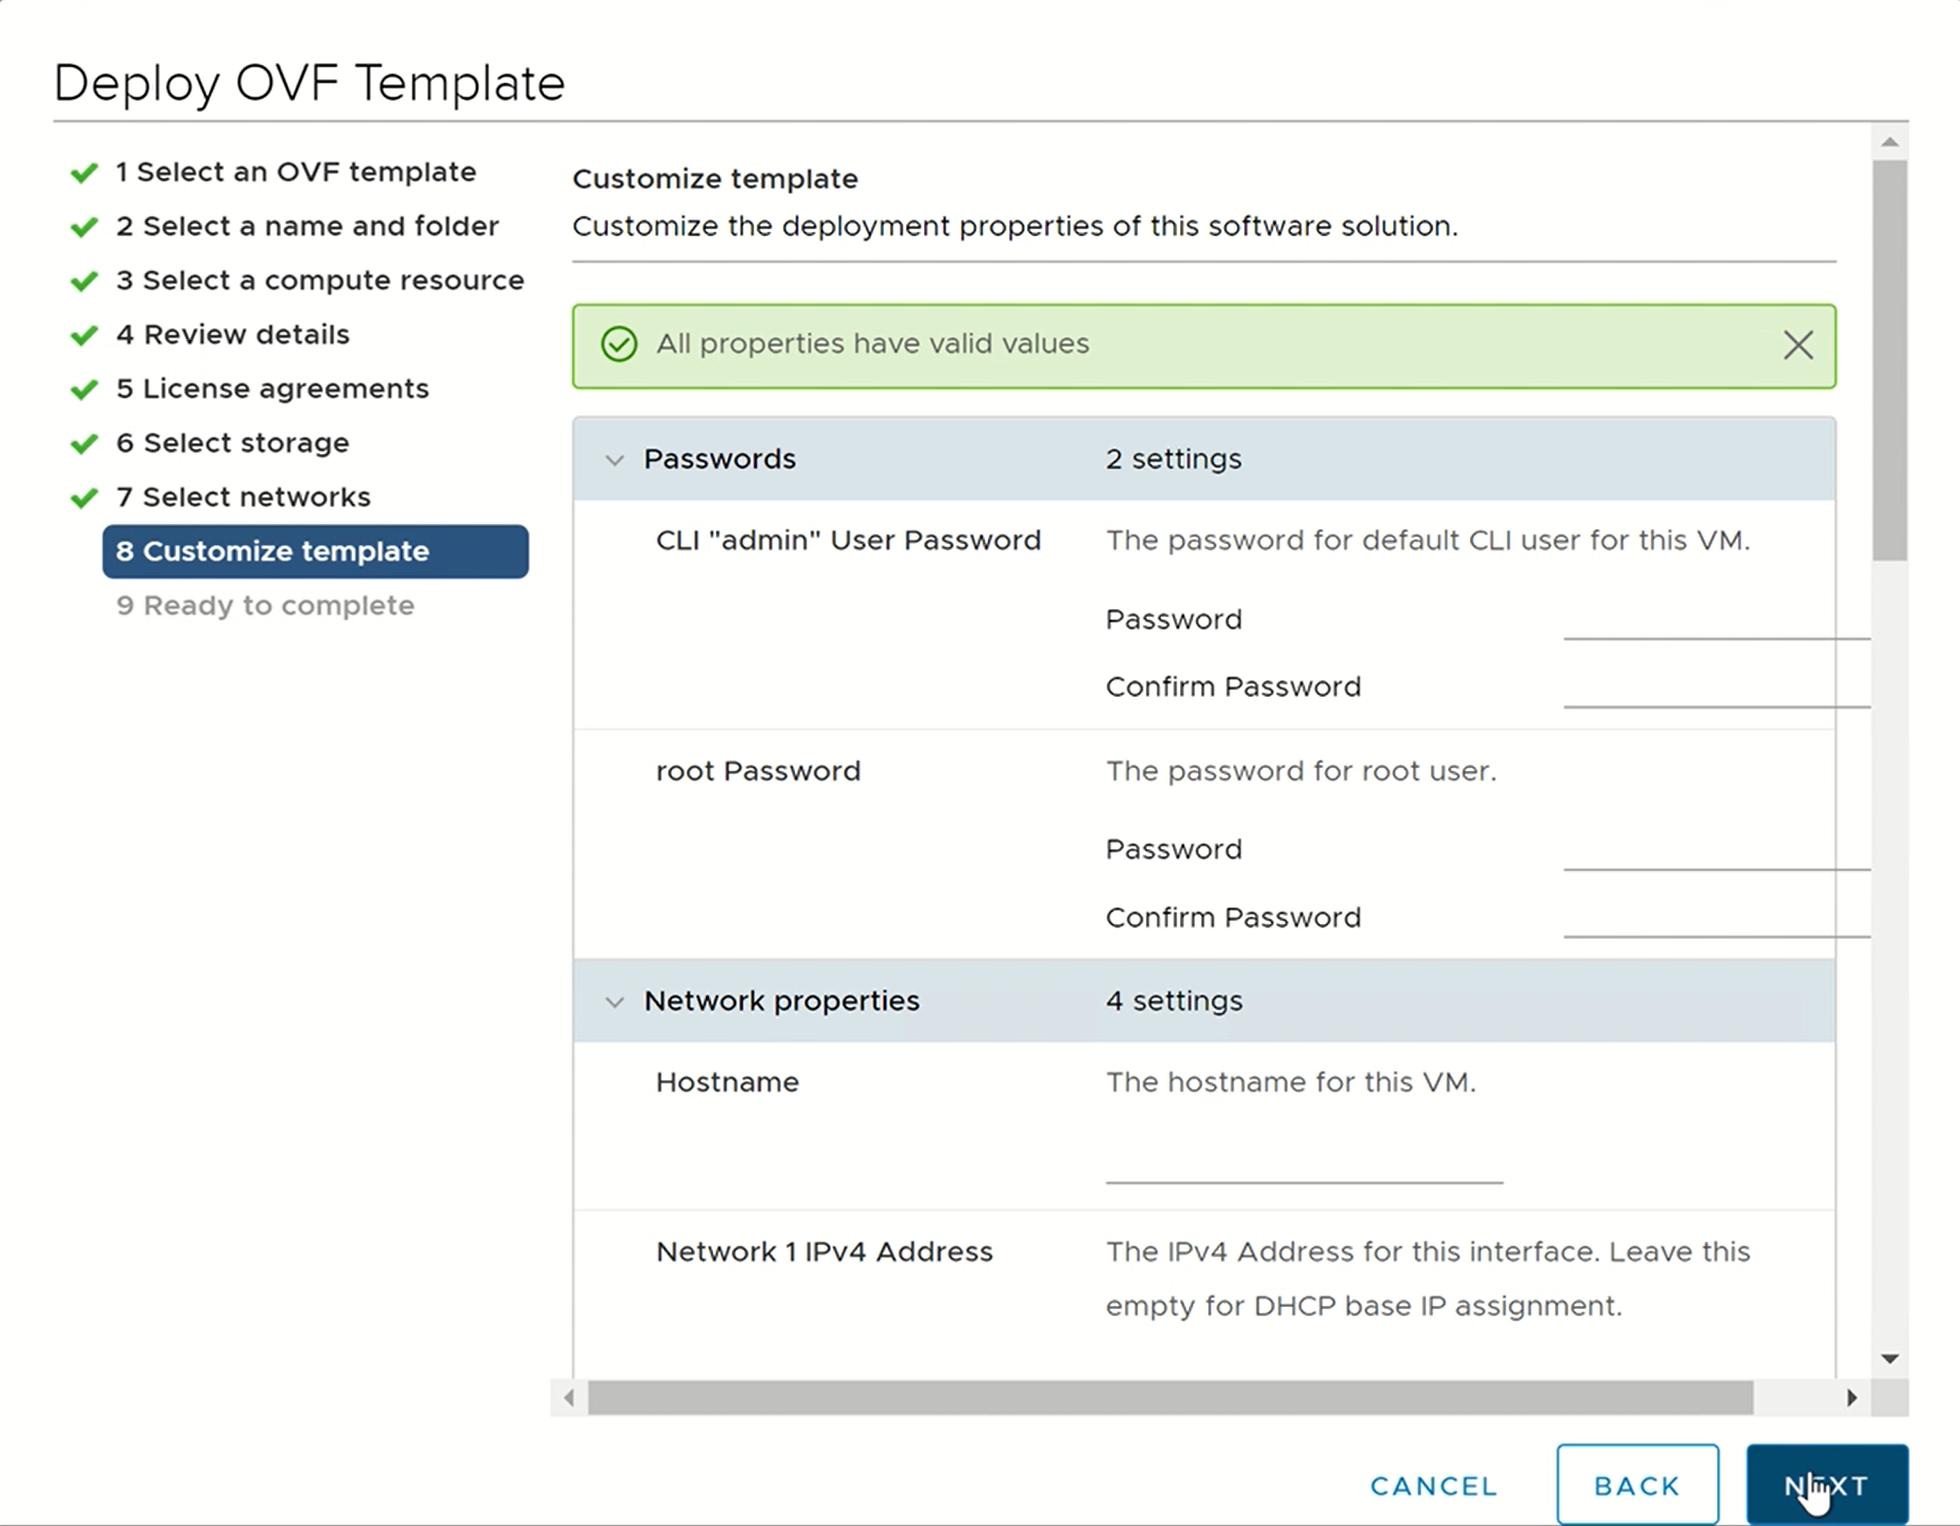 Deploy OVF Template
1 Select an OVF template
2 Select a name and folder
3 Select a compute resource
4 Review details
5 License agreements
6 Select storage
7 Select networks
8 Customize template
9 Ready to complete
Customize template
Customize the deployment properties of this software solution.
All properties have valid values
Passwords 2 settings
CLI "admin" User Password The password for default CLI user for this VM.
Password
Confirm Password
root Password The password for root user.
Password
Confirm Password
Network properties 4 settings
Hostname The hostname for this VM.
Network 1 IPv4 Address The IPv4 Address for this interface. Leave this
empty for DHCP base IP assignment.
CANCEL BACK NEXT